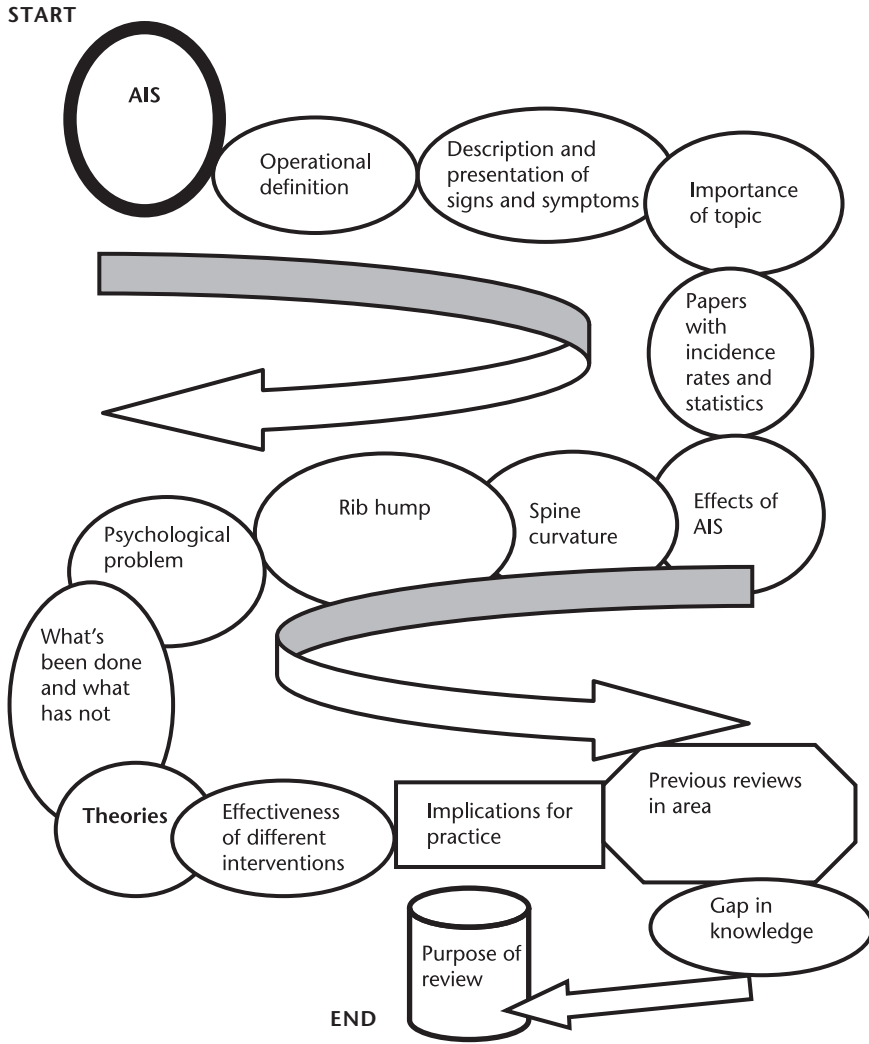 START
AIS
Operational
definition
Description and
presentation of
signs and symptoms
Importance
of topic
Papers
with
incidence
rates and
statistics
Effects of
AIS
Spine
curvature
Rib hump
Psychological
problem
What's
been done
and what
has not
Theories
Effectiveness
of different
interventions
Implications for
practice
Previous reviews
in area
Gap in
knowledge
Purpose of
review
END